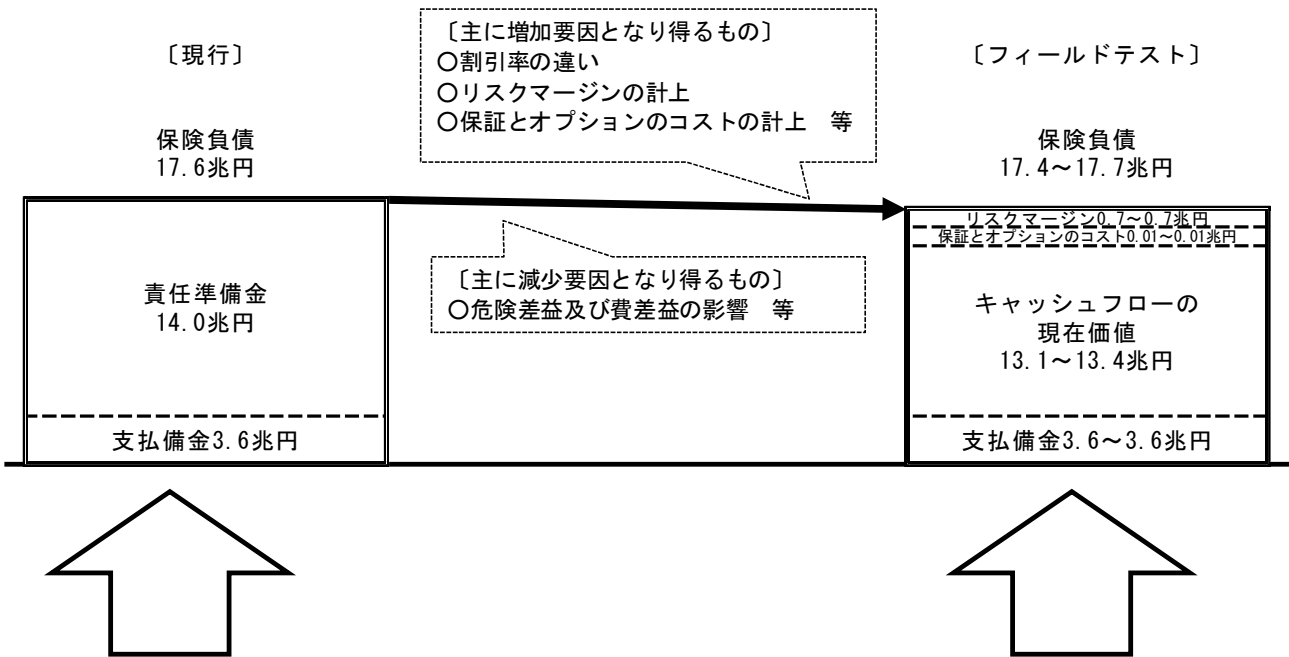 〔現行〕
保険負債
17.6兆円
責任準備金
14.0兆円
支払備金3.6兆円
〔主に増加要因となり得るもの〕
○割引率の違い
○リスクマージンの計上
○保証とオプションのコストの計上　等
〔主に減少要因となり得るもの〕
○危険差益及び費差益の影響　等
〔フィールドテスト〕
保険負債
17.4～17.7兆円
リスクマージン0.7～0.7兆円
保証とオプションのコスト0.01～0.01兆円
キャッシュフローの
現在価値
13.1～13.4兆円
支払備金3.6～3.6兆円